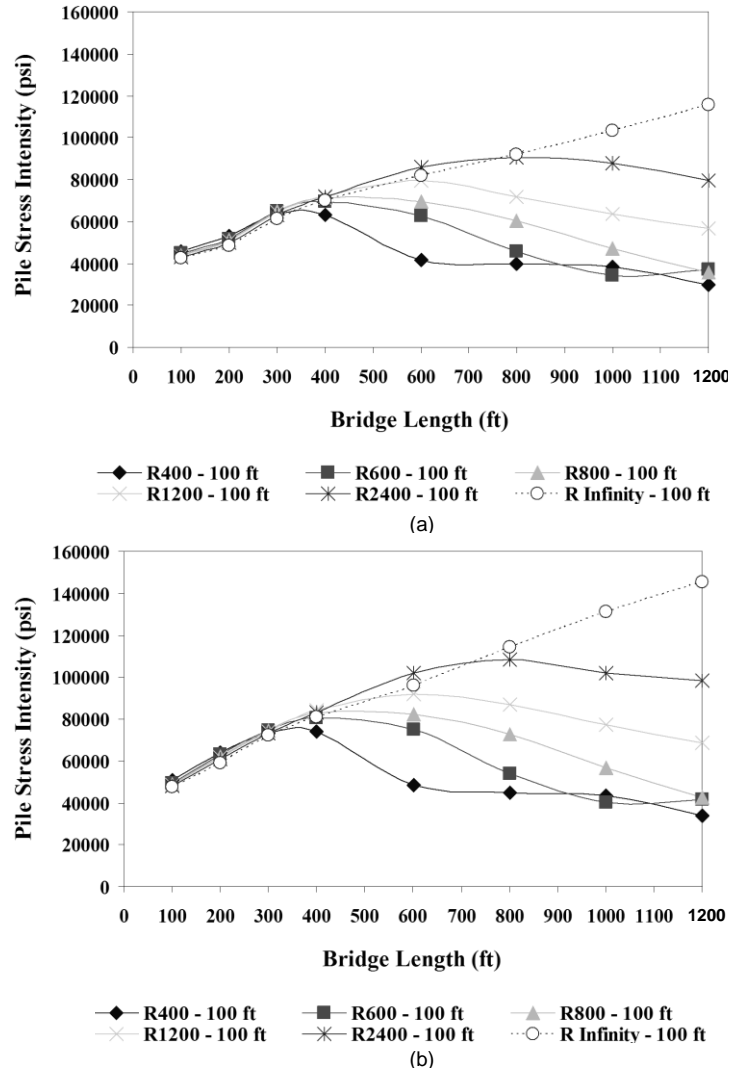 160000
140000
120000
100000
80000
60000
40000
20000
0
Pile Stress Intensity (psi)
0 100 200 300 400 500 600 700 800 900 1000 1100 1200
Bridge Length (ft)
R400 - 100 ft R600 - 100 ft R800 - 100 ft
R1200 - 100 ft R2400 - 100 ft R Infinity - 100 ft
(a)
160000
140000
120000
100000
80000
60000
40000
20000
0
Pile Stress Intensity (psi)
0 100 200 300 400 500 600 700 800 900 1000 1100 1200
Bridge Length (ft)
R400 - 100 ft R600 - 100 ft R800 - 100 ft
R1200 - 100 ft R2400 - 100 ft R Infinity - 100 ft
(b)